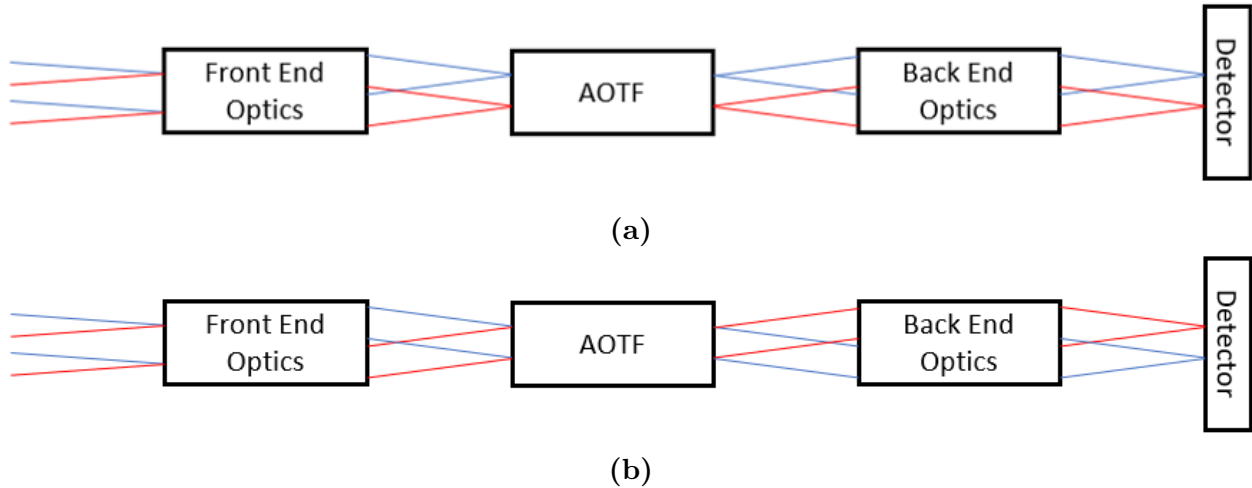 Front End
Optics
AOTF
Back End
Optics
Detector
(a)
Front End
Optics
AOTF
Back End
Optics
Detector
(b)